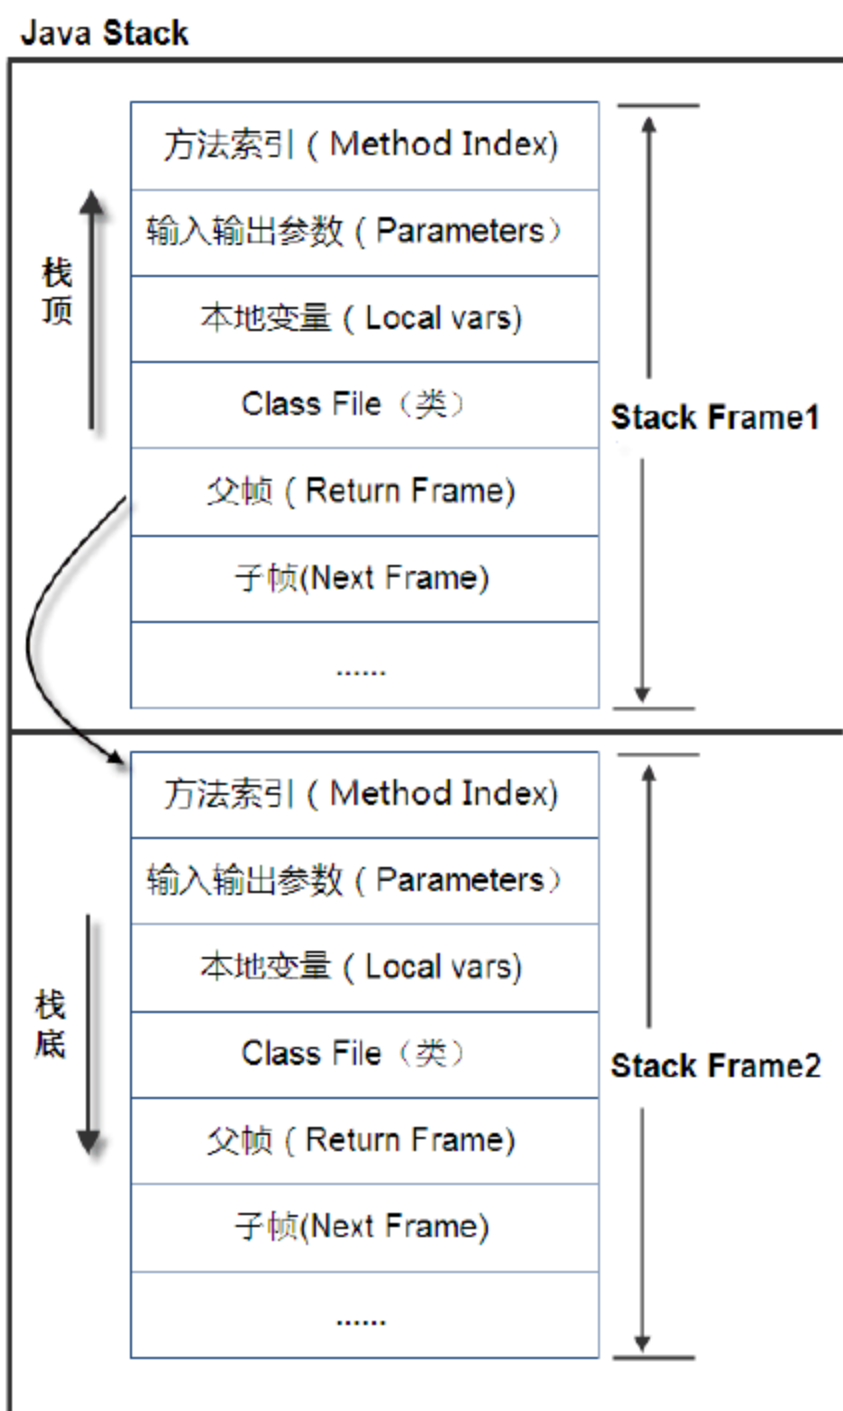 Java Stack
方法索引 ( Method Index)
输入输出参数 ( Parameters）
栈顶
本地变量 ( Local vars)
Class File（类）
Stack Frame1
父帧 ( Return Frame)
子帧(Next Frame)
......
方法索引 ( Method Index)
输入输出参数 ( Parameters）
本地变量 ( Local vars)
栈底
Class File（类）
Stack Frame2
父帧 ( Return Frame)
子帧(Next Frame)
......